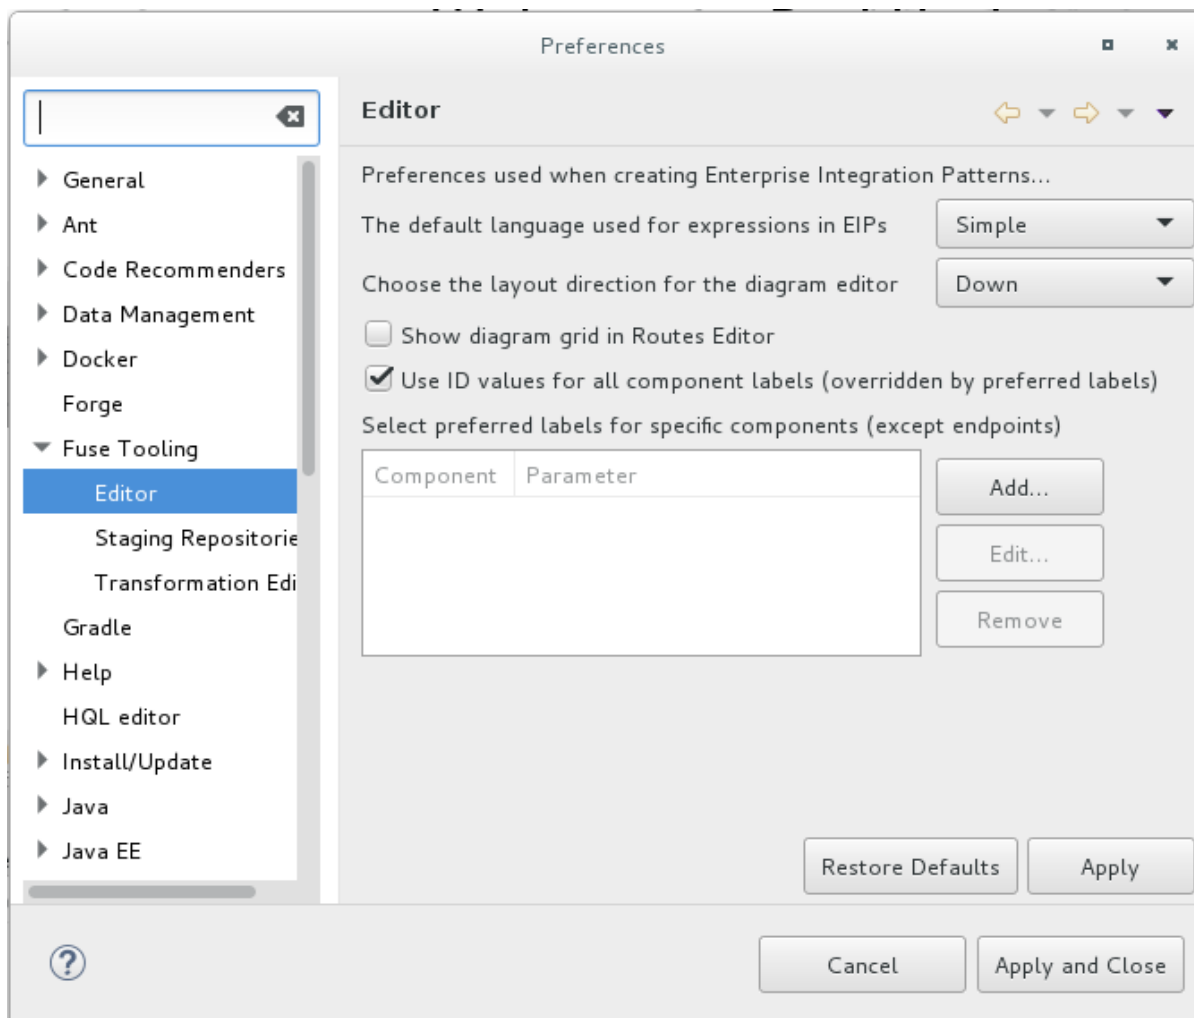 Preferences
Editor
General
Ant
Code Recommenders
Data Management
Docker
Forge
Fuse Tooling
Editor
Staging Repositorie
Transformation Edi
Gradle
Help
HQL editor
Install/Update
Java
Java EE
Preferences used when creating Enterprise Integration Patterns...
The default language used for expressions in EIPs Simple
Choose the layout direction for the diagram editor Down
Show diagram grid in Routes Editor
Use ID values for all component labels (overridden by preferred labels)
Select preferred labels for specific components (except endpoints)
Component Parameter
Add...
Edit...
Remove
Restore Defaults Apply
Cancel Apply and Close